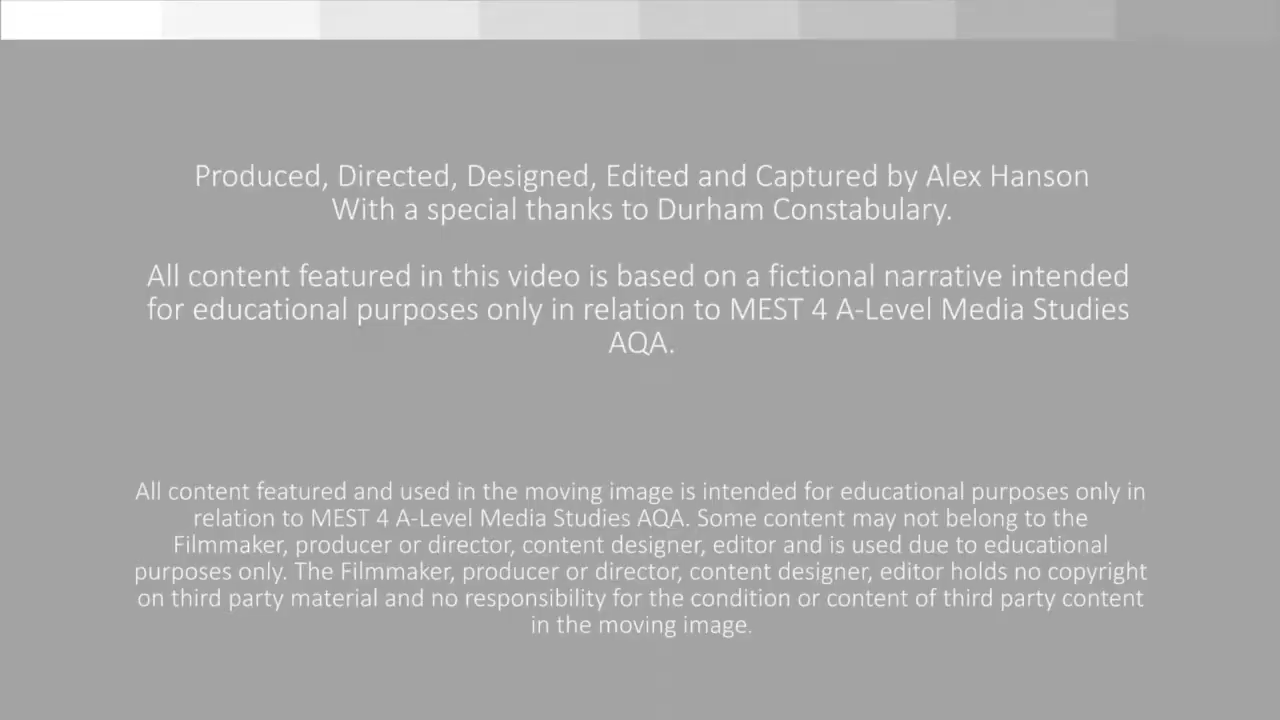 Produced, Directed, Designed, Edited and Captured by Alex Hanson
With a special thanks to Durham Constabulary.
All content featured in this video is based on a fictional narrative intended
for educational purposes only in relation to MEST 4 A-Level Media Studies
AQA.
All content featured and used in the moving image is intended for educational purposes only in
relation to MEST 4 A-Level Media Studies AQA. Some content may not belong to the
Filmmaker, producer or director, content designer, editor and is used due to educational
purposes only. The Filmmaker, producer or director, content designer, editor holds no copyright
on third party material and no responsibility for the condition or content of third party content
in the moving image.